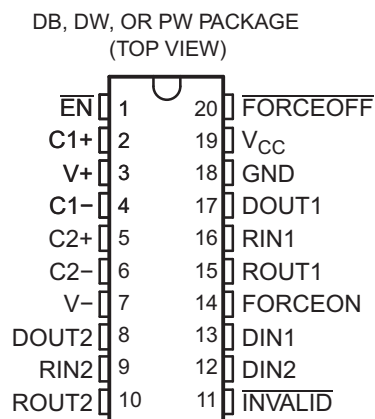 DB, DW, OR PW PACKAGE
(TOP VIEW)
EN 1 20 FORCEOFF
C1+ 2 19 VCC
V+ 3 18 GND
C1− 4 17 DOUT1
C2+ 5 16 RIN1
C2− 6 15 ROUT1
V− 7 14 FORCEON
DOUT2 8 13 DIN1
RIN2 9 12 DIN2
ROUT2 10 11 INVALID